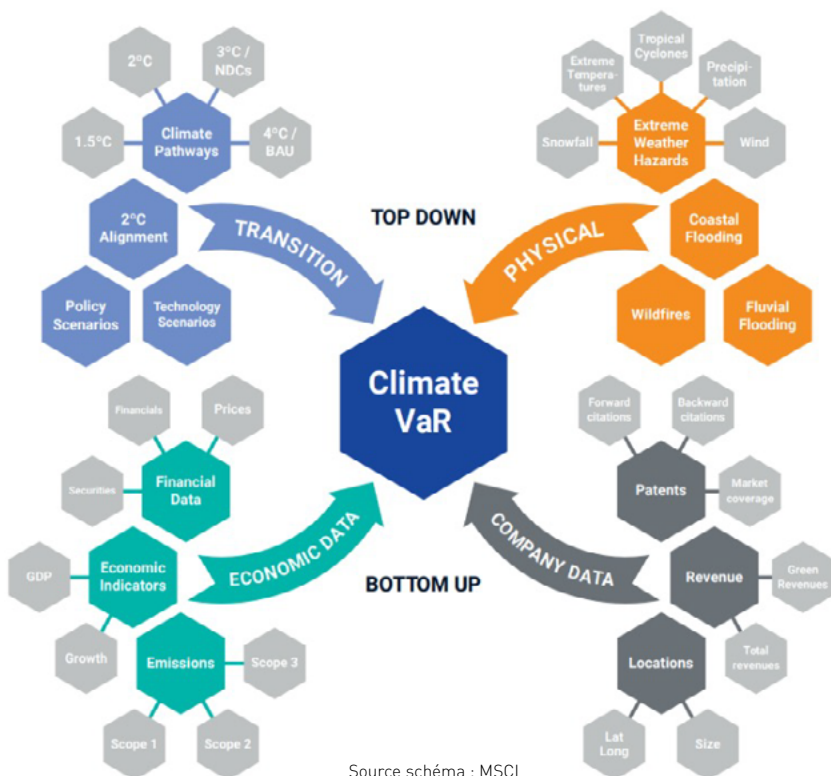 2°C
3°C /
NDCs
1.5°C
Climate
Pathways
4°C /
BAU
2°C
Alignment
Policy
Scenarios
Technology
Scenarios
TRANSITION
TOP DOWN
Tropical
Cyclones
Extreme
Tempera-
tures
Precipi-
tation
Snowfall
Extreme
Weather
Hazards
Wind
PHYSICAL
Coastal
Flooding
Wildfires
Fluvial
Flooding
Climate
VaR
Financials
Prices
Securities
Financial
Data
GDP
Economic
Indicators
Growth
Emissions
Scope 3
Scope 1
Scope 2
ECONOMIC DATA
BOTTOM UP
COMPANY DATA
Forward
citations
Backward
citations
Patents
Market
coverage
Revenue
Green
Revenues
Locations
Total
revenues
Lat
Long
Size
Source schéma : MSCI